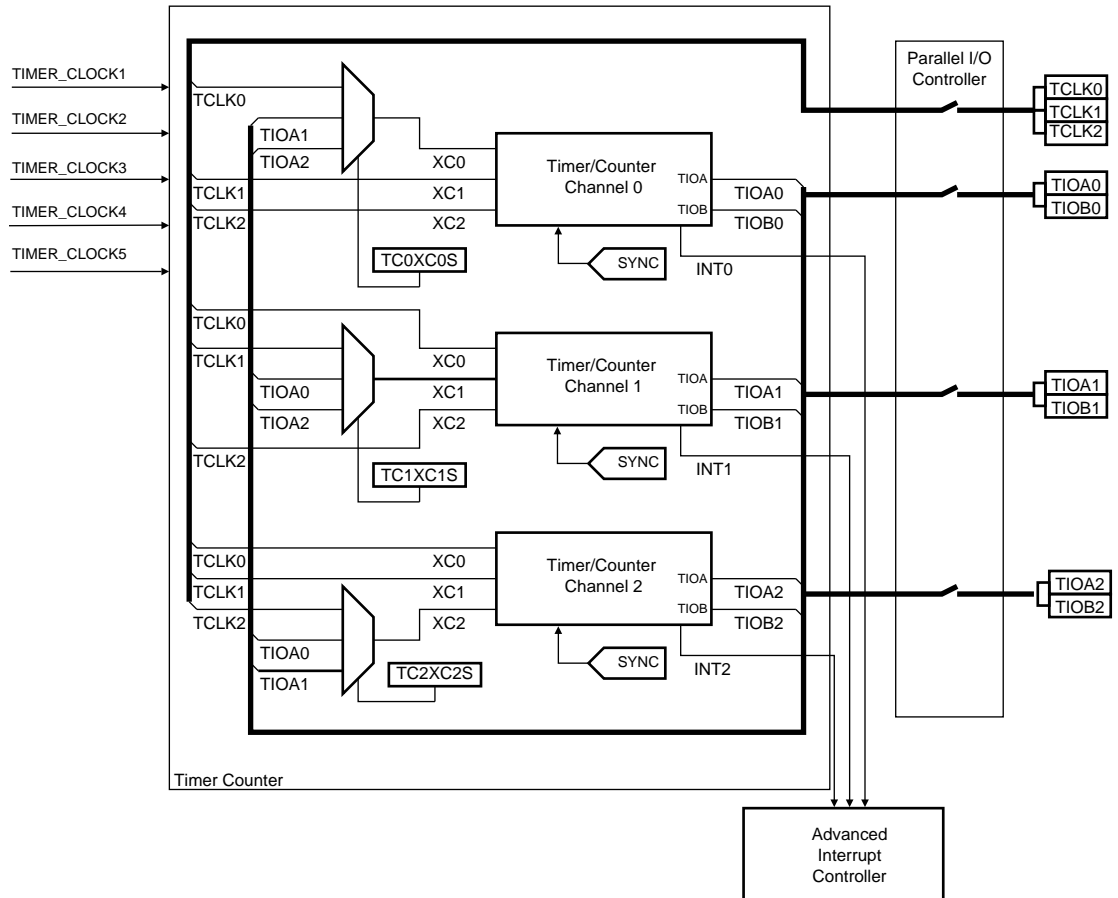 TIMER_CLOCK1
TIMER_CLOCK2
TIMER_CLOCK3
TIMER_CLOCK4
TIMER_CLOCK5
TCLK0
TIOA1
TIOA2
TCLK1
TCLK2
XC0
XC1
XC2
TC0XC0S
Timer/Counter
Channel 0
TIOA
TIOB
TIOA0
TIOB0
SYNC
INT0
TCLK0
TCLK1
TIOA0
TIOA2
TCLK2
XC0
XC1
XC2
TC1XC1S
Timer/Counter
Channel 1
TIOA
TIOB
TIOA1
TIOB1
SYNC
INT1
TCLK0
TCLK1
TCLK2
TIOA0
TIOA1
XC0
XC1
XC2
TC2XC2S
Timer/Counter
Channel 2
TIOA
TIOB
TIOA2
TIOB2
SYNC
INT2
Timer Counter
Parallel I/O
Controller
TCLK0
TCLK1
TCLK2
TIOA0
TIOB0
TIOA1
TIOB1
TIOA2
TIOB2
Advanced
Interrupt
Controller